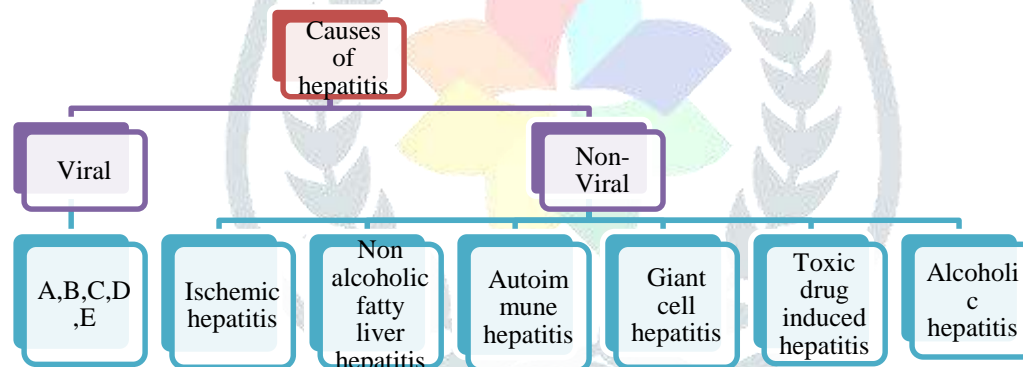 Causes
of
hepatitis
Viral
Non-
Viral
A,B,C,D
,E
Ischemic
hepatitis
Non
alcoholic
fatty
liver
hepatitis
Autoim
mune
hepatitis
Giant
cell
hepatitis
Toxic
drug
induced
hepatitis
Alcoholi
c
hepatitis